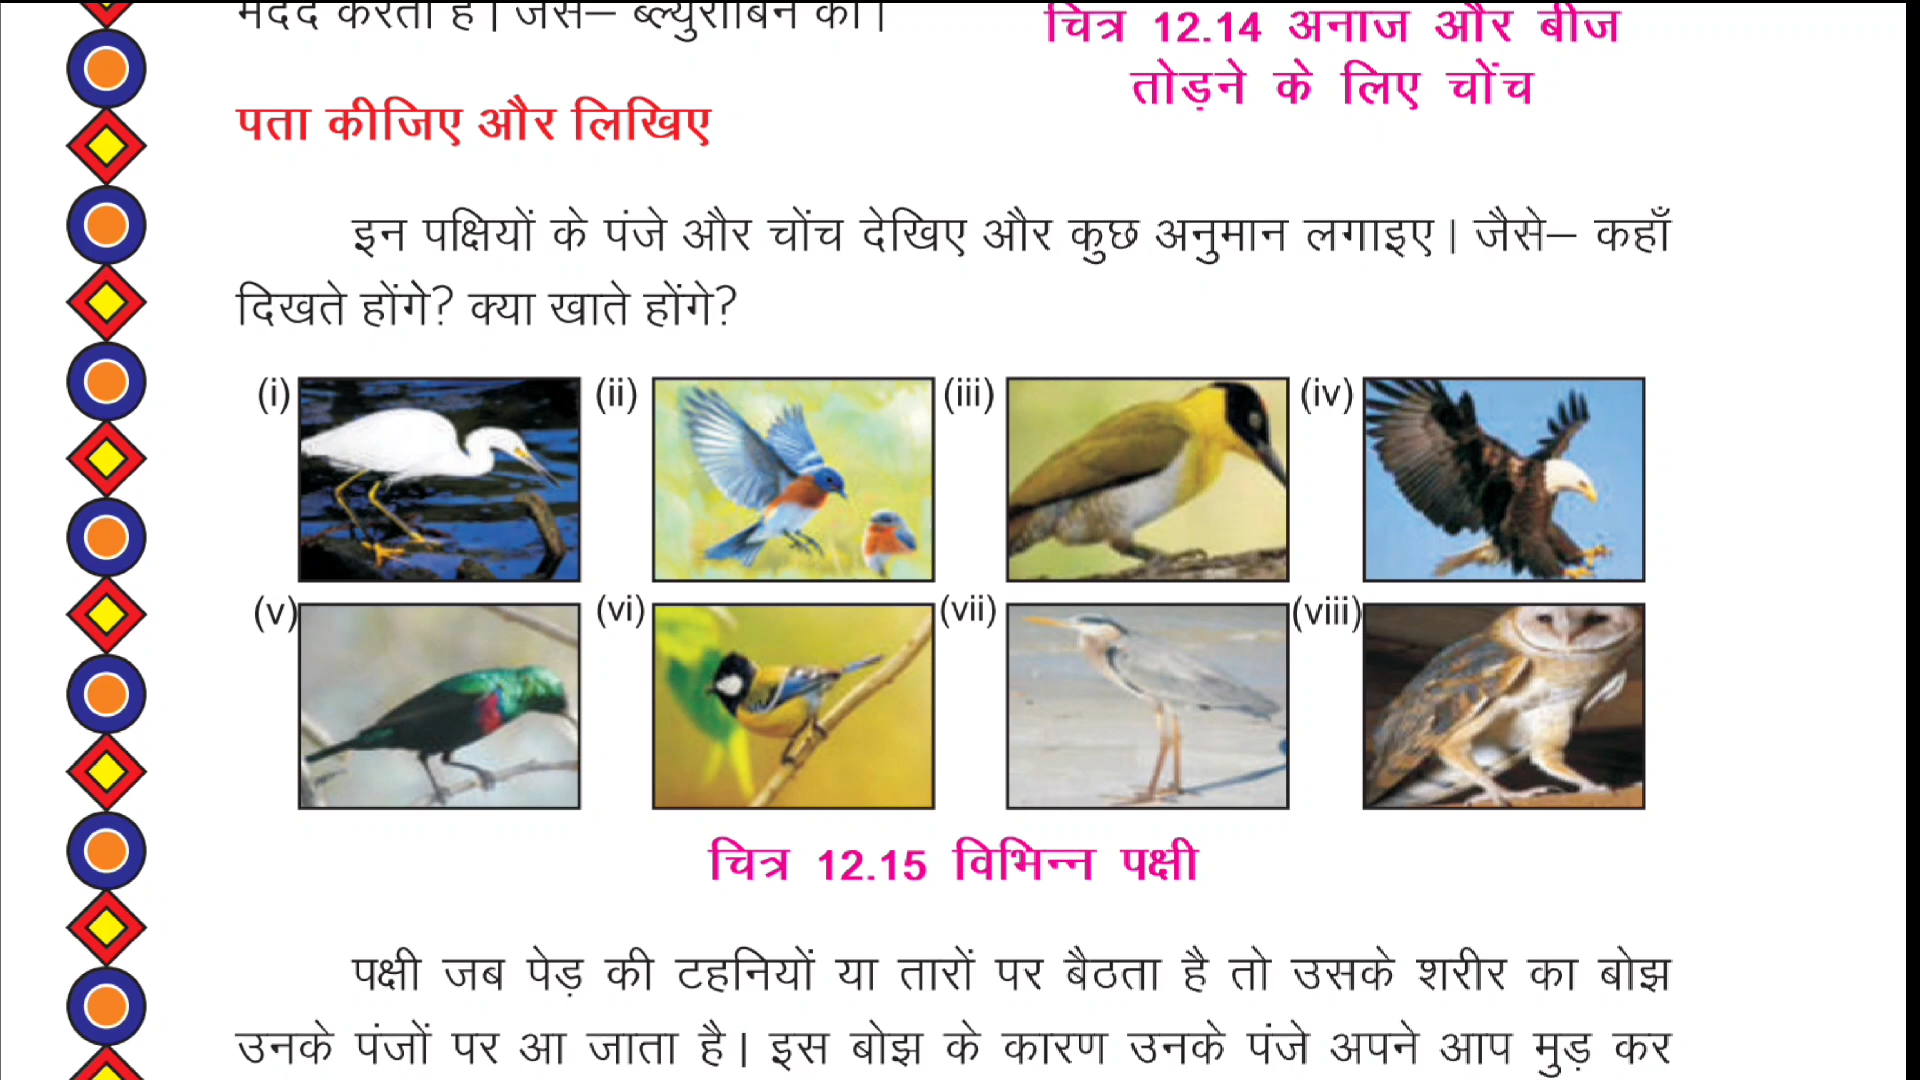 मदद करती है। जैसे– ब्ल्युरॉबिन की।
चित्र 12.14 अनाज और बीज
तोड़ने के लिए चोंच
पता कीजिए और लिखिए
इन पक्षियों के पंजे और चोंच देखिए और कुछ अनुमान लगाइए। जैसे– कहाँ
दिखते होंगे? क्या खाते होंगे?
(i) (ii) (iii) (iv)
(v) (vi) (vii) (viii)
चित्र 12.15 विभिन्न पक्षी
पक्षी जब पेड़ की टहनियों या तारों पर बैठता है तो उसके शरीर का बोझ
उनके पंजों पर आ जाता है। इस बोझ के कारण उनके पंजे अपने आप मुड़ कर